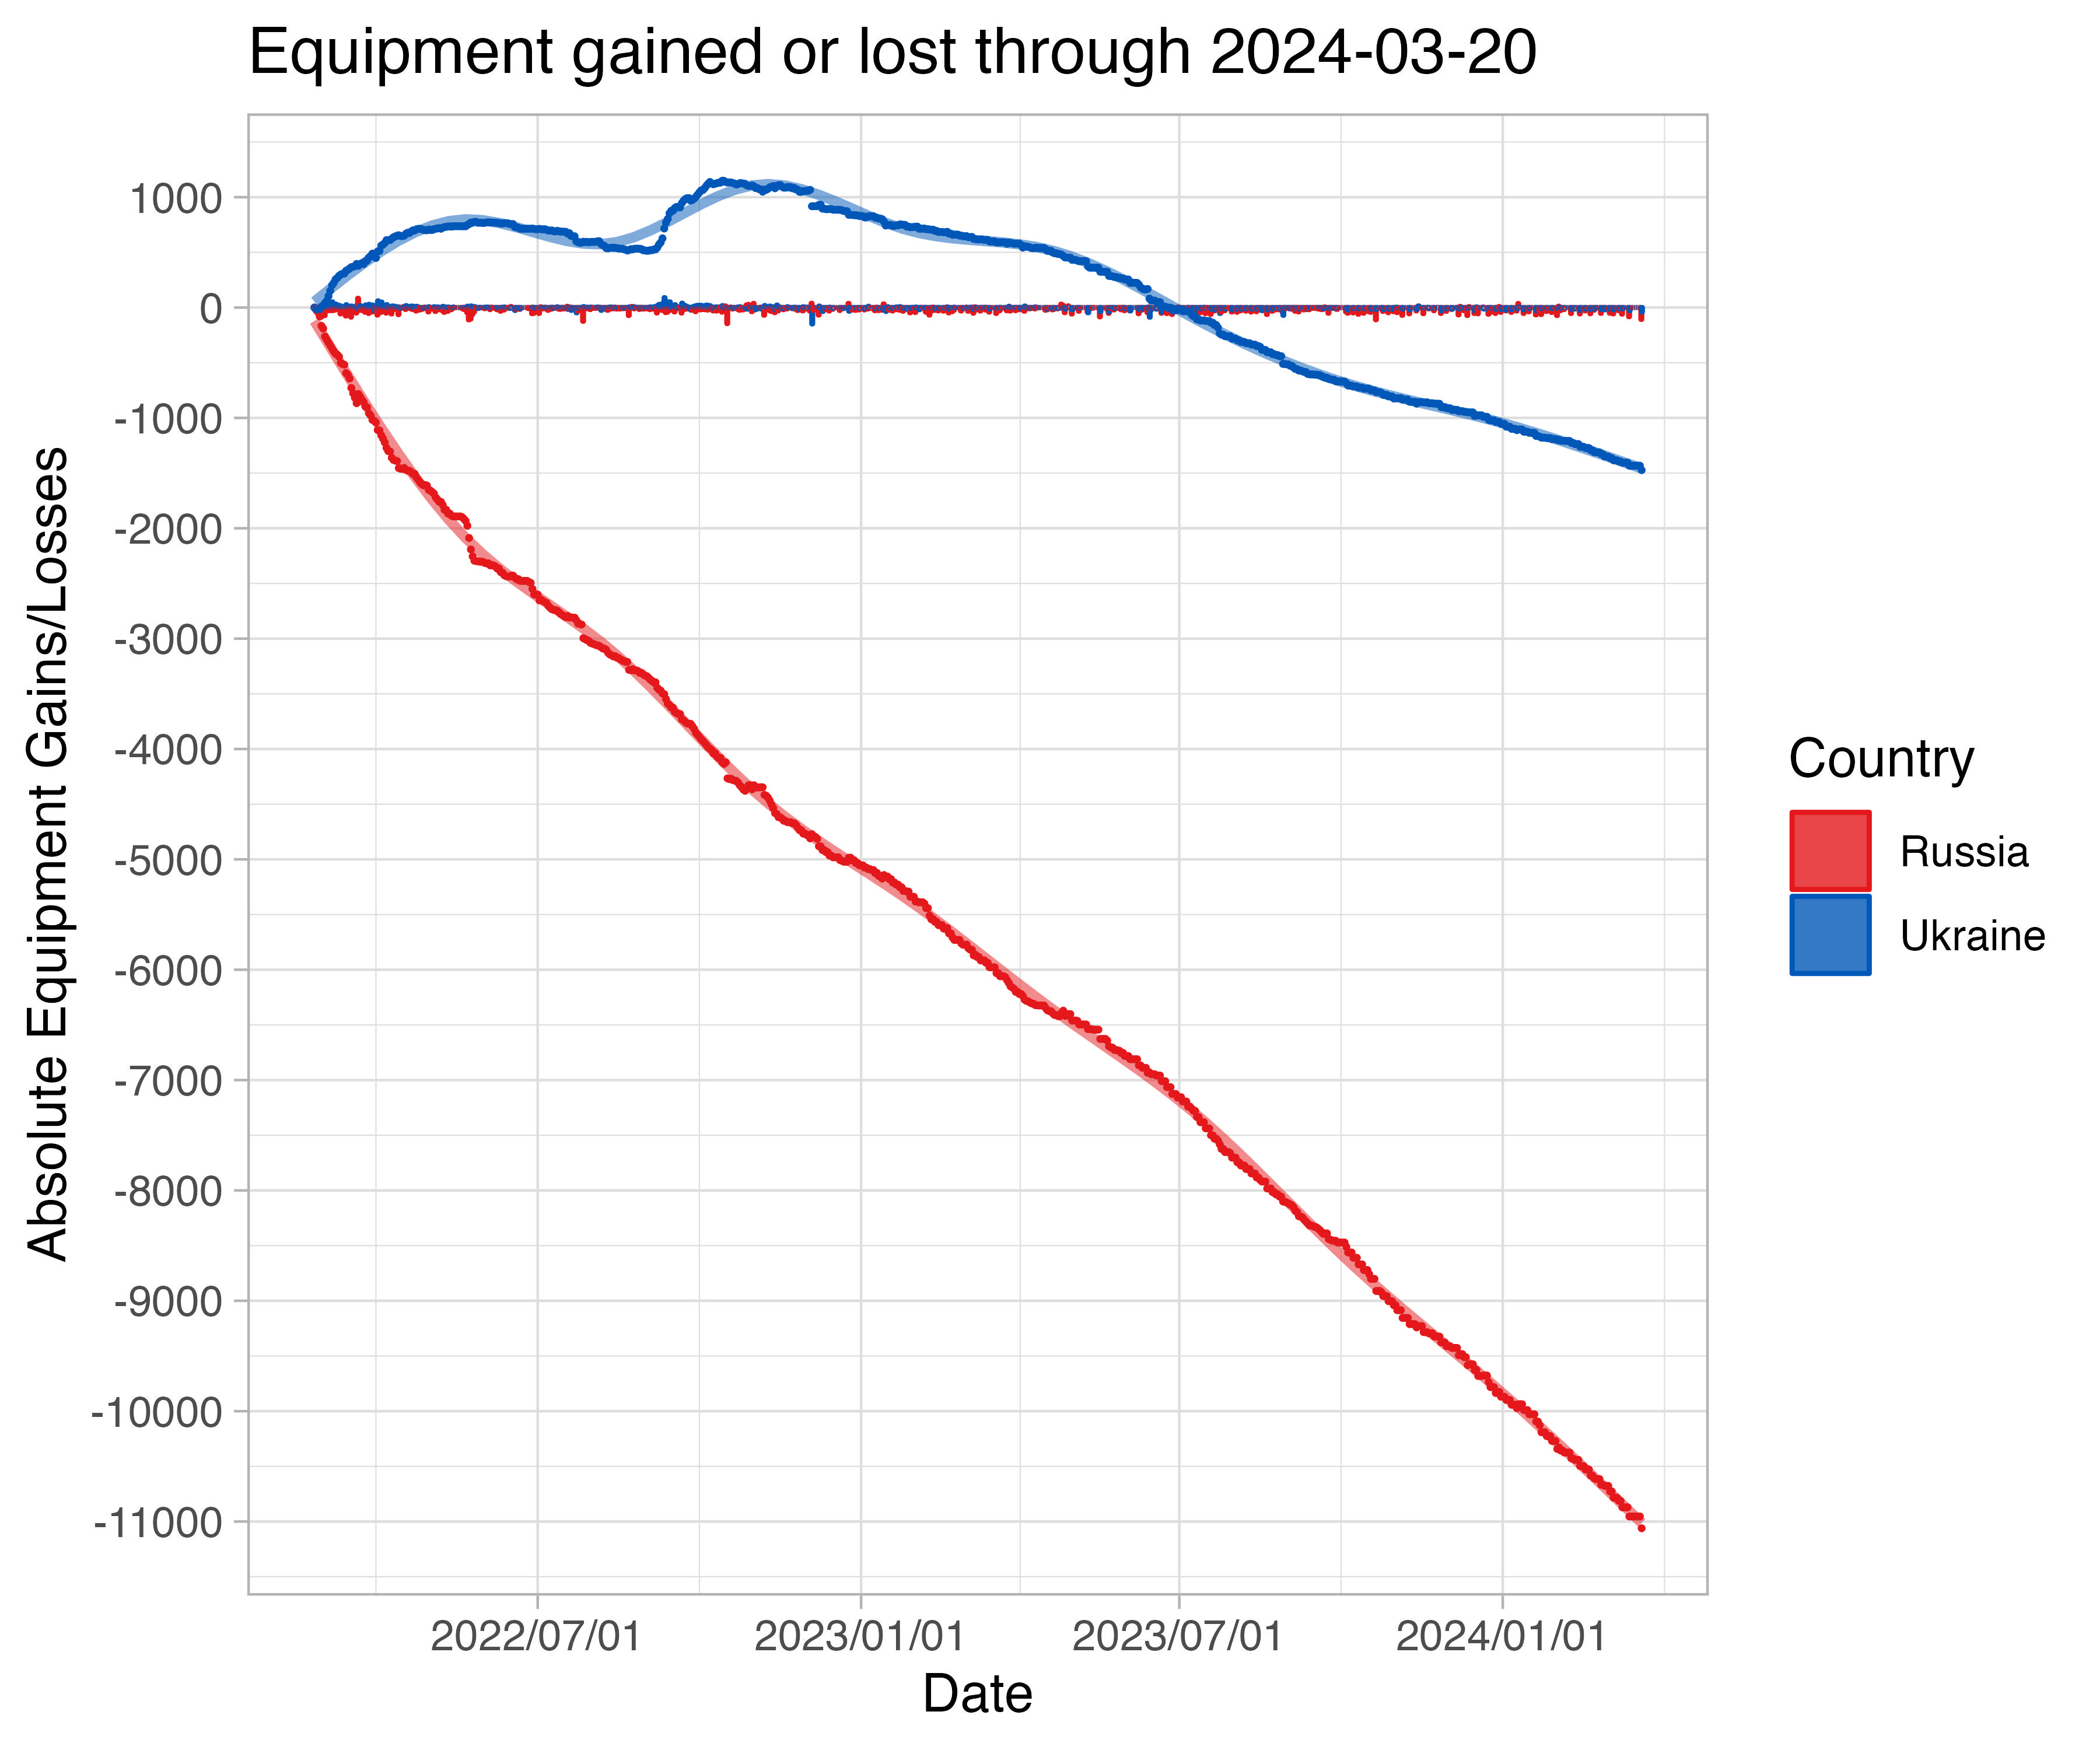 Equipment gained or lost through 2024-03-20
Absolute Equipment Gains/Losses
1000
0
-1000
-2000
-3000
-4000
-5000
-6000
-7000
-8000
-9000
-10000
-11000
2022/07/01
2023/01/01
2023/07/01
2024/01/01
Date
Country
Russia
Ukraine